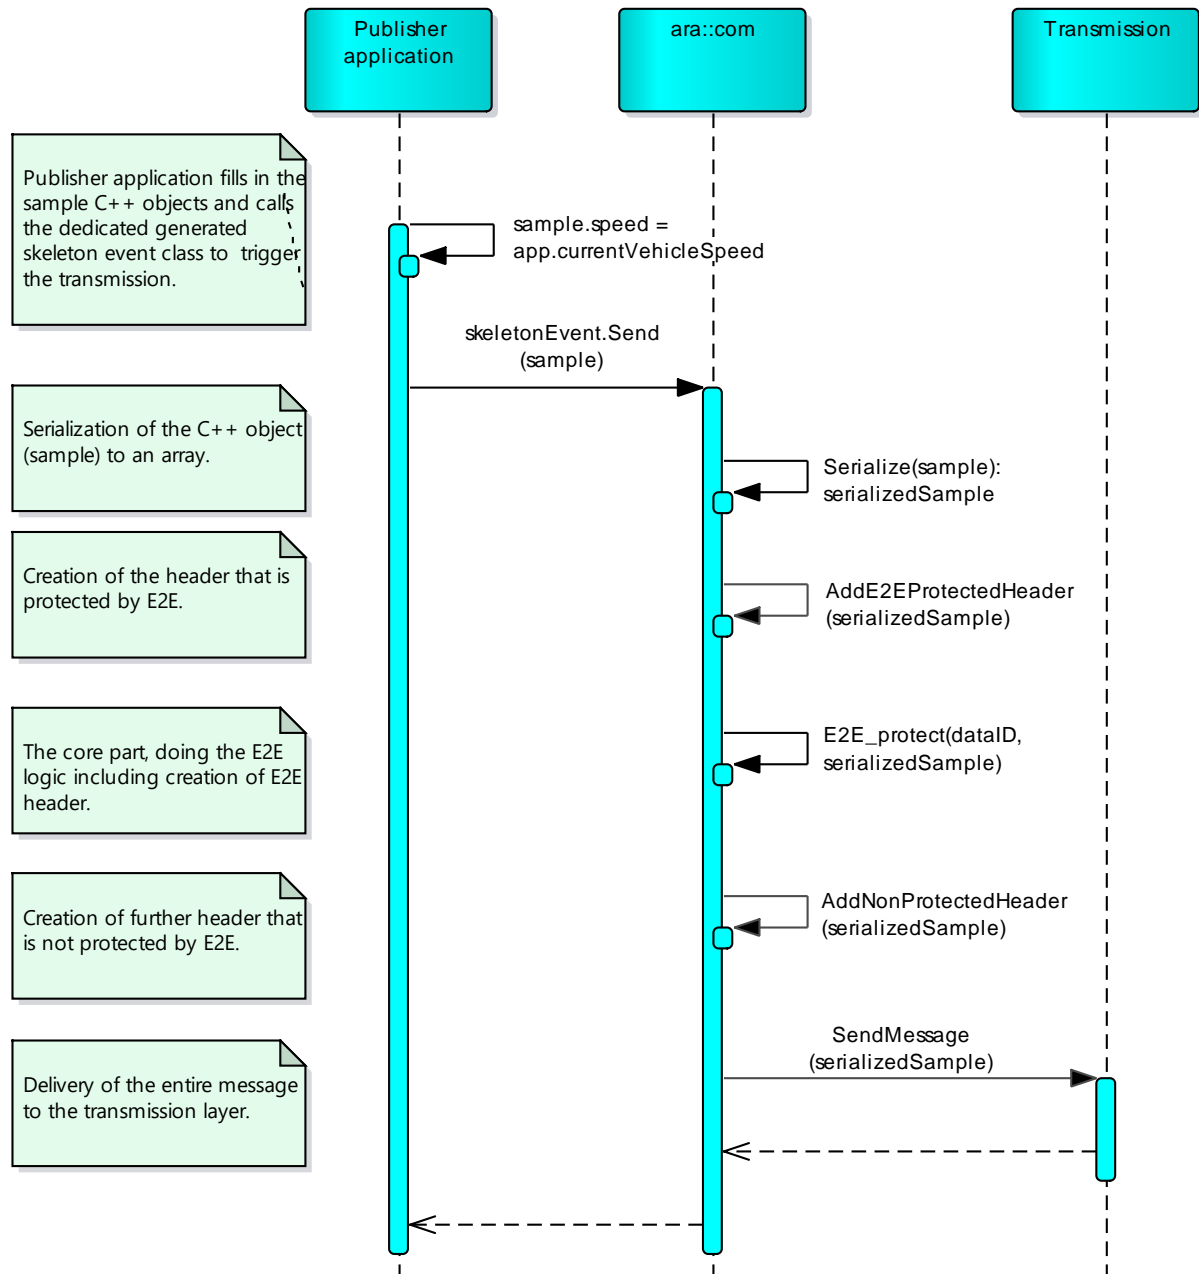 Publisher
application
ara::com
Transmission
Publisher application fills in the
sample C++ objects and calls
the dedicated generated
skeleton event class to  trigger
the transmission.
sample.speed =
app.currentVehicleSpeed
skeletonEvent.Send
(sample)
Serialization of the C++ object
(sample) to an array.
Serialize(sample):
serializedSample
Creation of the header that is
protected by E2E.
AddE2EProtectedHeader
(serializedSample)
The core part, doing the E2E
logic including creation of E2E
header.
E2E_protect(dataID,
serializedSample)
Creation of further header that
is not protected by E2E.
AddNonProtectedHeader
(serializedSample)
SendMessage
(serializedSample)
Delivery of the entire message
to the transmission layer.